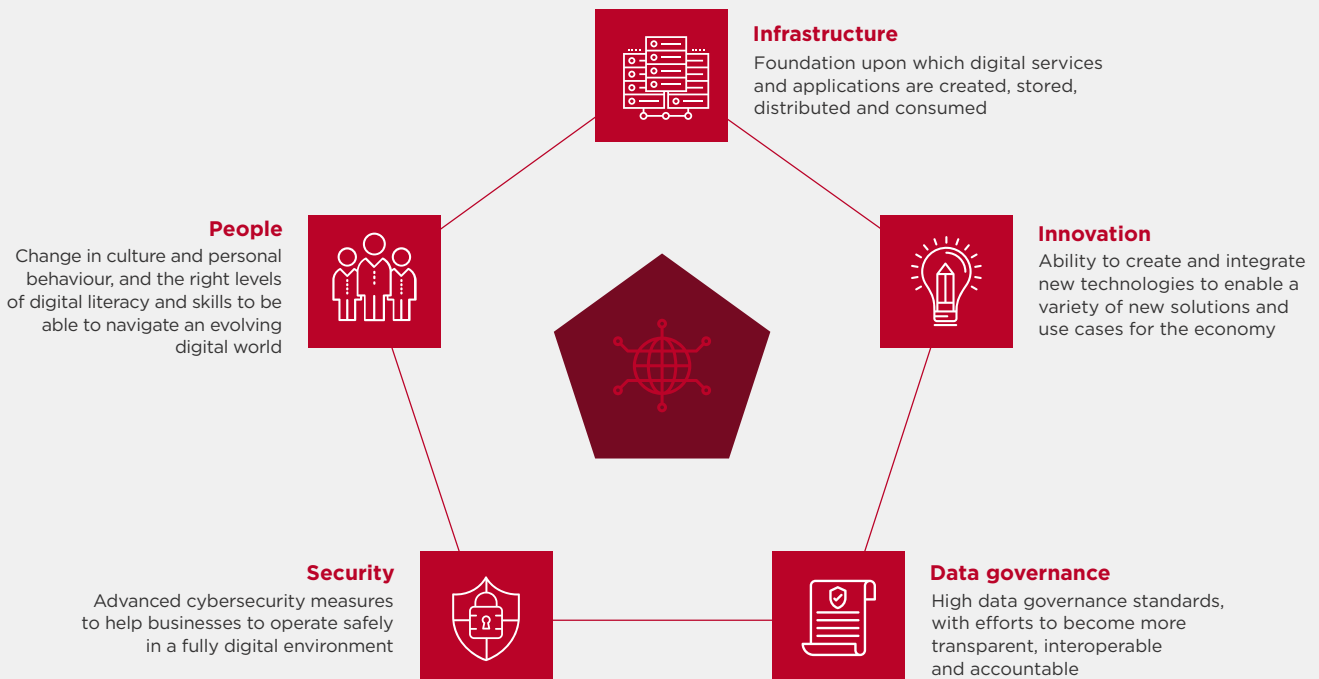 Infrastructure
Foundation upon which digital services
and applications are created, stored,
distributed and consumed
People
Change in culture and personal
behaviour, and the right levels
of digital literacy and skills to be
able to navigate an evolving
digital world
Innovation
Ability to create and integrate
new technologies to enable a
variety of new solutions and
use cases for the economy
Security
Advanced cybersecurity measures
to help businesses to operate safely
in a fully digital environment
Data governance
High data governance standards,
with efforts to become more
transparent, interoperable
and accountable